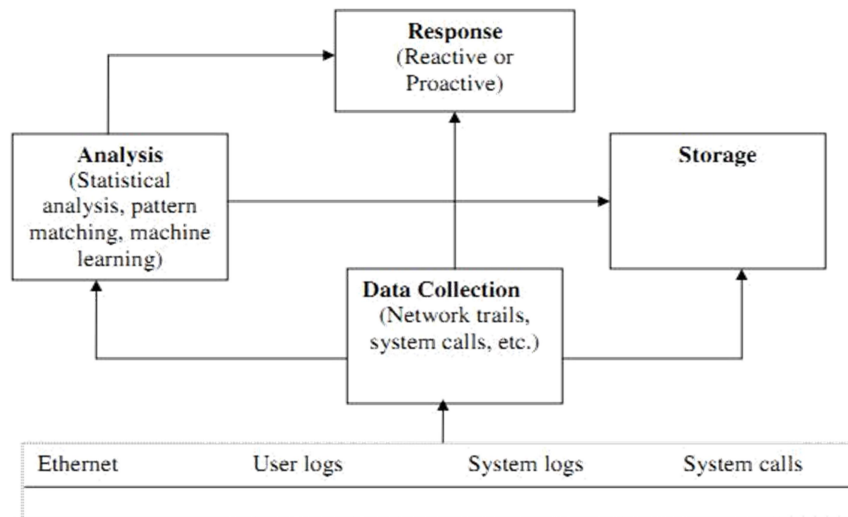 Response
(Reactive or
Proactive)
Analysis
(Statistical
analysis, pattern
matching, machine
learning)
Storage
Data Collection
(Network trails,
system calls, etc.)
Ethernet User logs System logs System calls